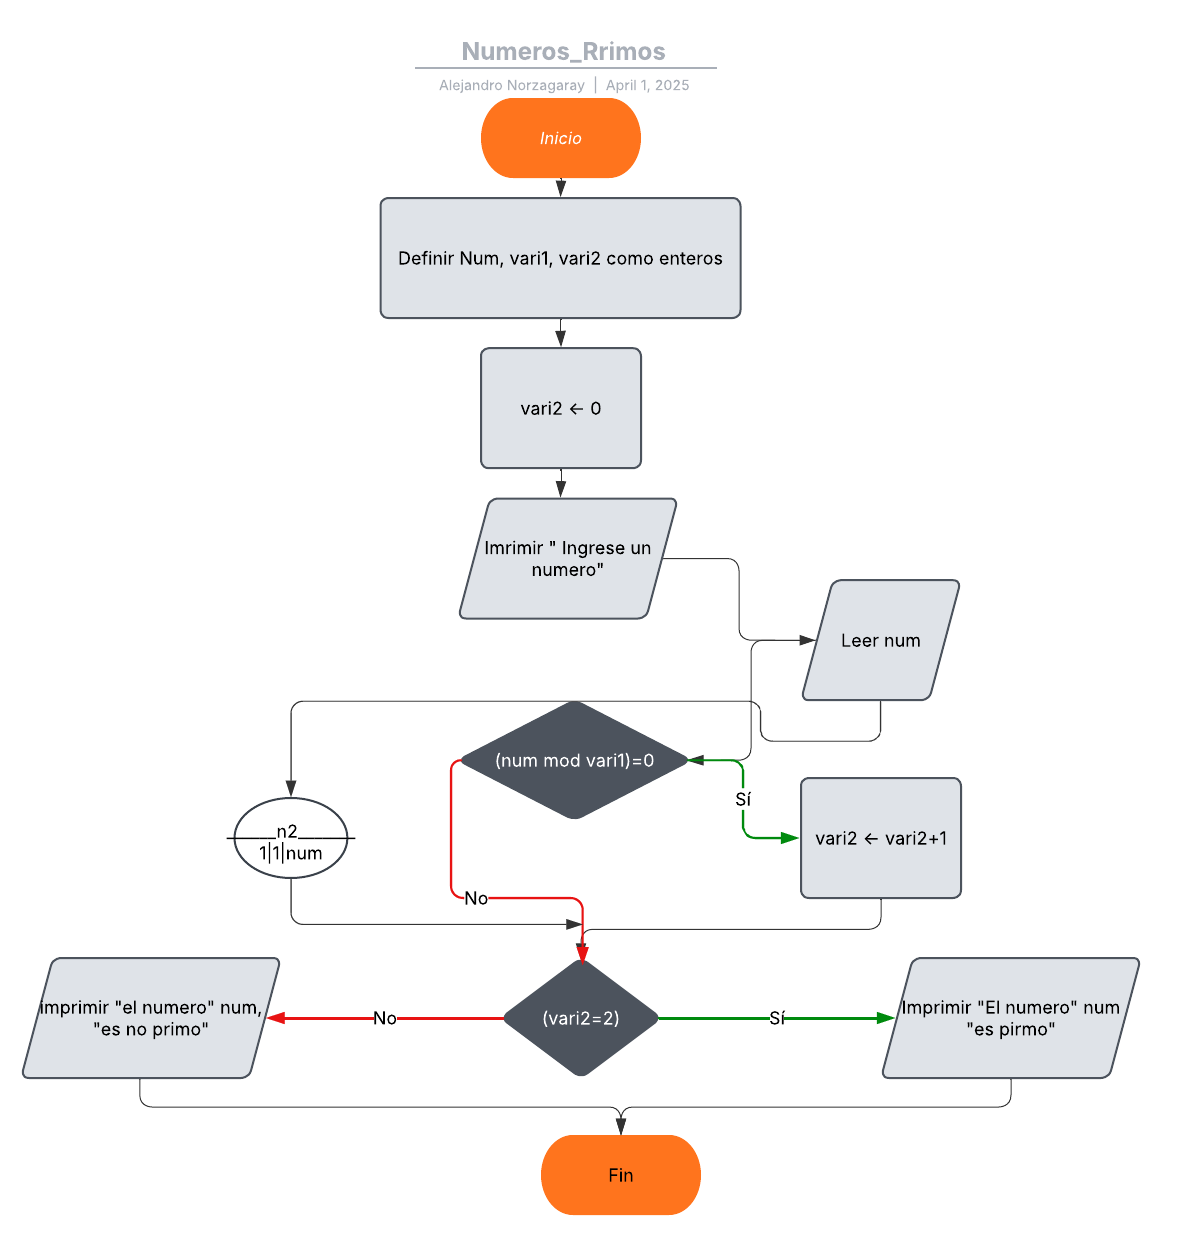 Numeros_Rrimos
Alejandro Norzagaray | April 1, 2025
Inicio
Definir Num, vari1, vari2 como enteros
vari2 ← 0
Imrimir " Ingrese un
numero"
Leer num
(num mod vari1)=0
Sí
n2
1|1|num
vari2 ← vari2+1
No
imprimir "el numero" num,
"es no primo"
No
(vari2=2)
Sí
Imprimir "El numero" num
"es pirmo"
Fin